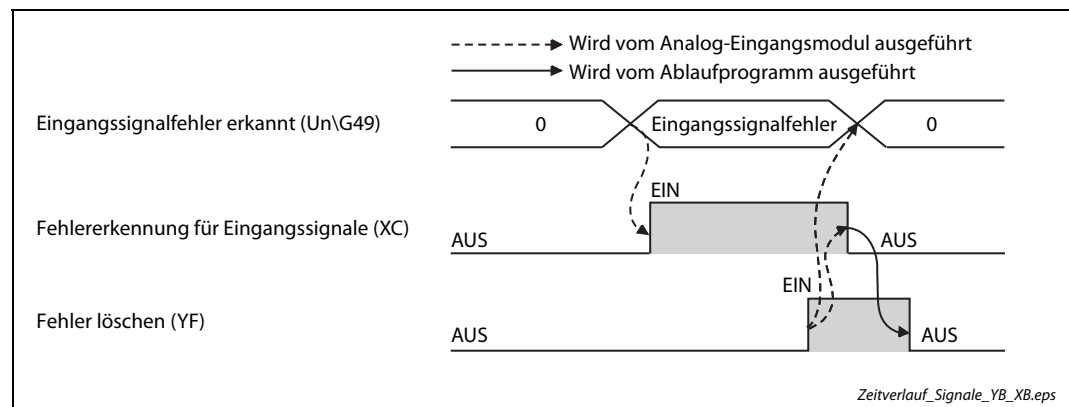 Wird vom Analog-Eingangsmodul ausgeführt
Wird vom Ablaufprogramm ausgeführt
Eingangssignalfehler erkannt (Un\G49)
0
Eingangssignalfehler
0
EIN
Fehlererkennung für Eingangssignale (XC)
AUS
AUS
EIN
Fehler löschen (YF)
AUS
AUS
Zeitverlauf_Signale_YB_XB.eps